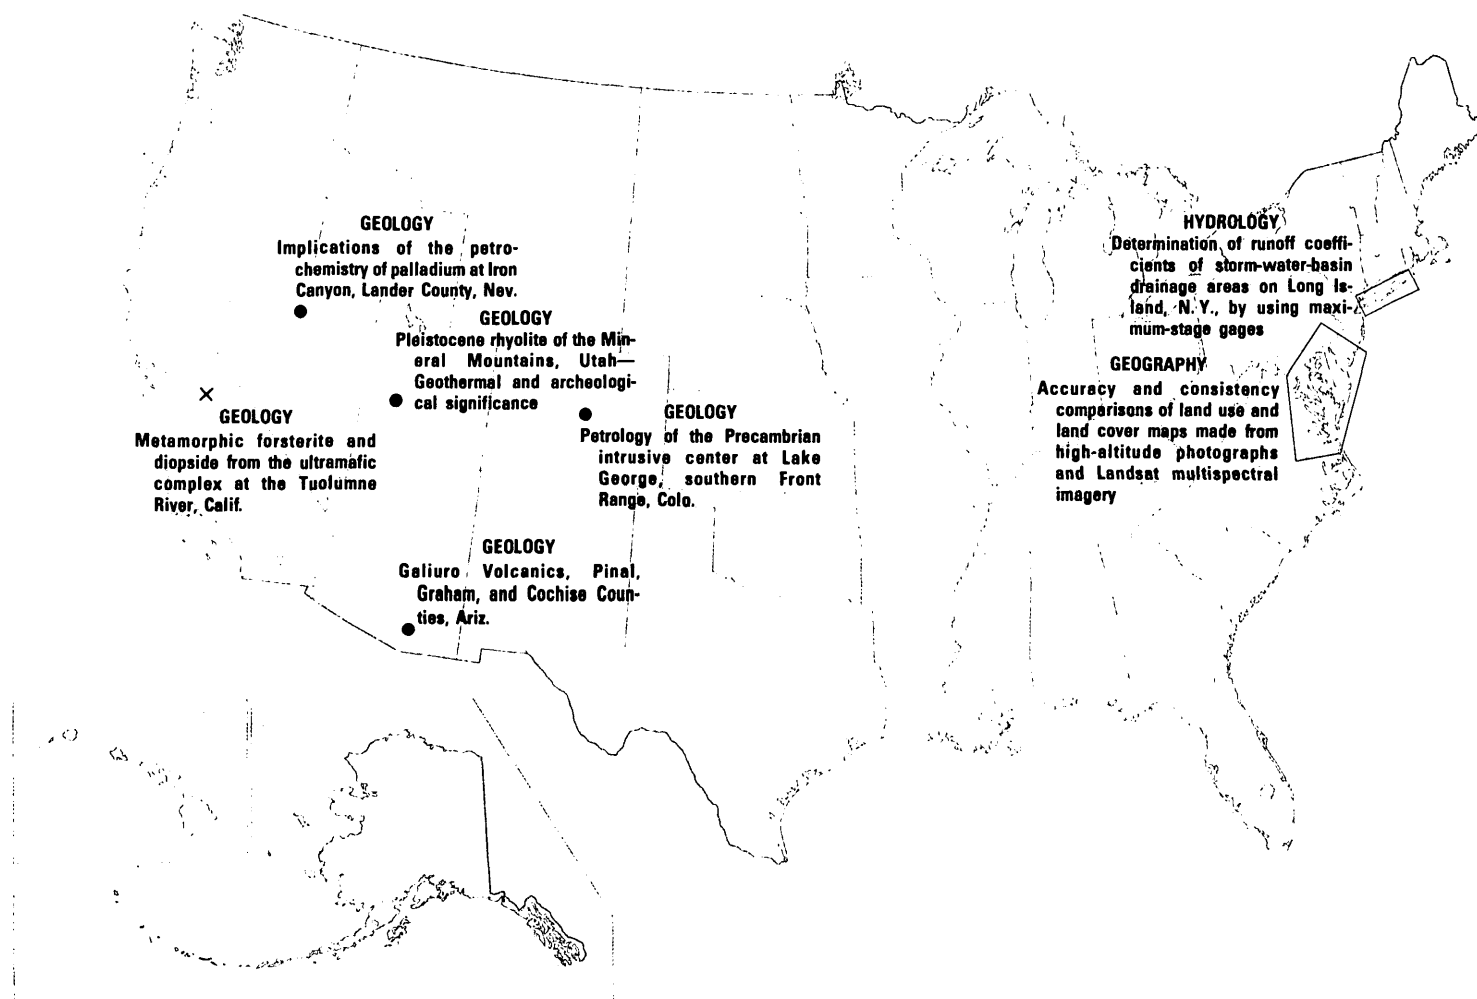 GEOLOGY
Implications of the petro-
chemistry of palladium at Iron
Canyon, Lander County, Nev.
GEOLOGY
Pleistocene rhyolite of the Min-
eral Mountains, Utah—
Geothermal and archeologi-
cal significance
GEOLOGY
Metamorphic forsterite and
diopside from the ultramafic
complex at the Tuolumne
River, Calif.
GEOLOGY
Petrology of the Precambrian
intrusive center at Lake
George, southern Front
Range, Colo.
GEOLOGY
Galiuro Volcanics, Pinal,
Graham, and Cochise Coun-
ties, Ariz.
HYDROLOGY
Determination of runoff coeffi-
cients of storm-water-basin
drainage areas on Long Is-
land, N.Y., by using maxi-
mum-stage gages
GEOGRAPHY
Accuracy and consistency
comparisons of land use and
land cover maps made from
high-altitude photographs
and Landsat multispectral
imagery